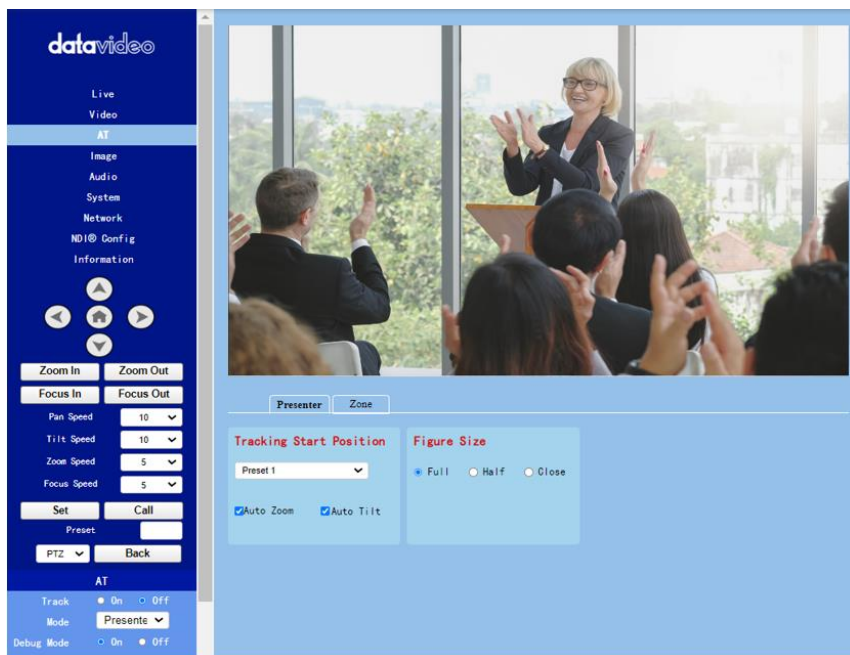 datavideo
Live
Video
AT
Image
Audio
System
Network
NDI® Config
Information
Zoom In Zoom Out
Focus In Focus Out
Pan Speed 10
Tilt Speed 10
Zoom Speed 5
Focus Speed 5
Set Call
Preset
PTZ Back
AT
Track On Off
Mode Presente
Debug Mode On Off
Presenter Zone
Tracking Start Position
Preset 1
Auto Zoom Auto Tilt
Figure Size
Full Half Close